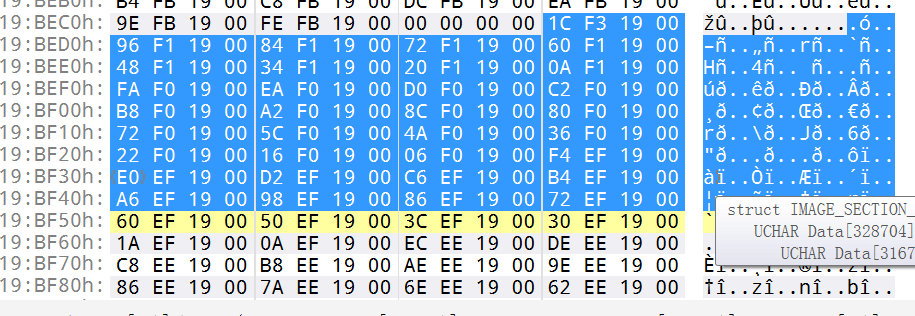 19:BEB0h: B4 FB 19 00 C8 FB 19 00 DC FB 19 00 EA FB 19 00
19:BEC0h: 9E FB 19 00 FE FB 19 00 00 00 00 00 1C F3 19 00 žû..þû.........ó..
19:BED0h: 96 F1 19 00 84 F1 19 00 72 F1 19 00 60 F1 19 00 –ñ..„ñ..rñ..`ñ..
19:BEE0h: 48 F1 19 00 34 F1 19 00 20 F1 19 00 0A F1 19 00 Hñ..4ñ.. ñ...ñ..
19:BEF0h: FA F0 19 00 EA F0 19 00 D0 F0 19 00 C2 F0 19 00 úð..êð..Ðð..Âð..
19:BF00h: B8 F0 19 00 A2 F0 19 00 8C F0 19 00 80 F0 19 00 ¸ð..¢ð..Œð..€ð..
19:BF10h: 72 F0 19 00 5C F0 19 00 4A F0 19 00 36 F0 19 00 rð..\ð..Jð..6ð..
19:BF20h: 22 F0 19 00 16 F0 19 00 06 F0 19 00 F4 EF 19 00 "ð...ð...ð..ôï..
19:BF30h: E0 EF 19 00 D2 EF 19 00 C6 EF 19 00 B4 EF 19 00 àï..Òï..Æï..´ï..
19:BF40h: A6 EF 19 00 98 EF 19 00 86 EF 19 00 72 EF 19 00
19:BF50h: 60 EF 19 00 50 EF 19 00 3C EF 19 00 30 EF 19 00
19:BF60h: 1A EF 19 00 0A EF 19 00 EC EE 19 00 DE EE 19 00
19:BF70h: C8 EE 19 00 B8 EE 19 00 AE EE 19 00 9E EE 19 00
19:BF80h: 86 EE 19 00 7A EE 19 00 6E EE 19 00 62 EE 19 00 †î..zî..nî..bî..
struct IMAGE_SECTION_
UCHAR Data[328704]
UCHAR Data[3167